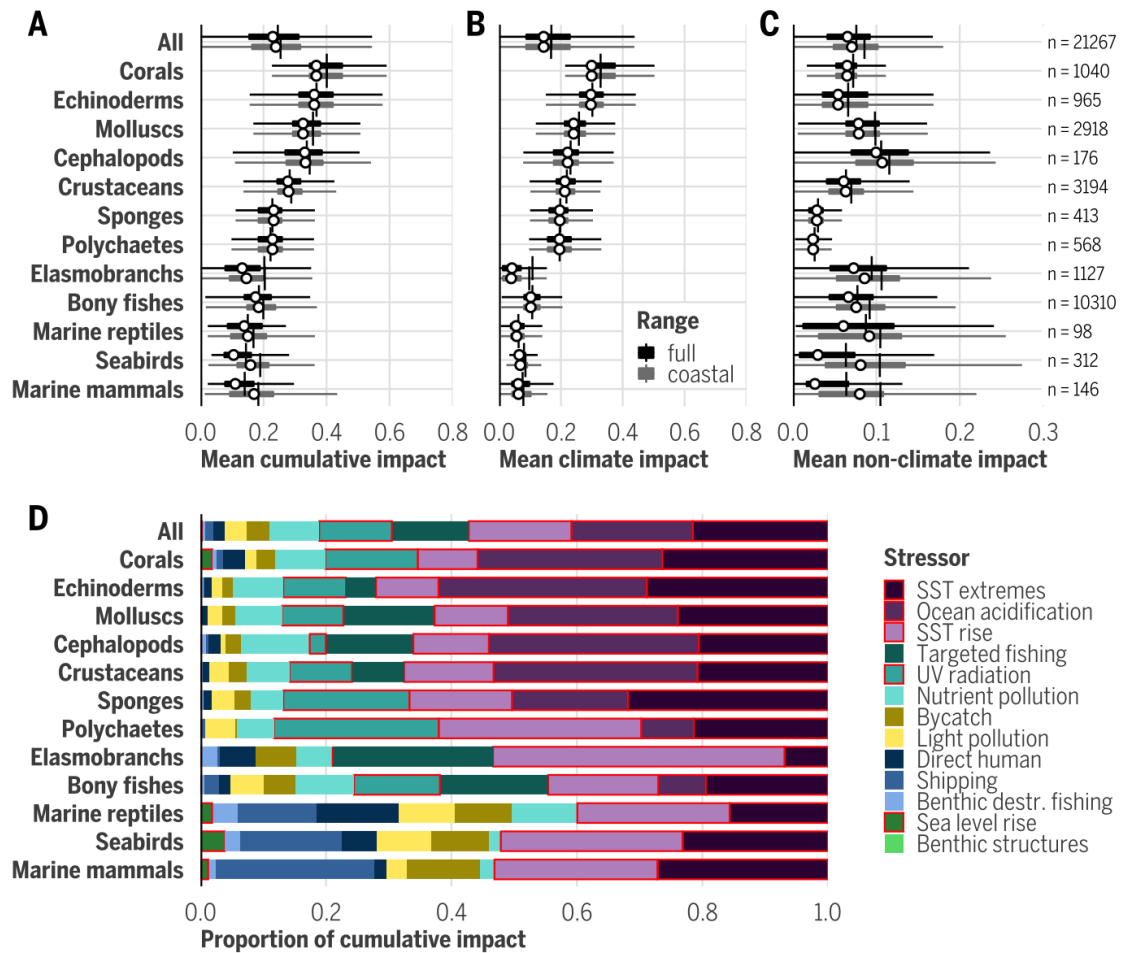 A
B
C
All
n = 21267
Corals
n = 1040
Echinoderms
n = 965
Molluscs
n = 2918
Cephalopods
n = 176
Crustaceans
n = 3194
Sponges
n = 413
Polychaetes
n = 568
Elasmobranchs
n = 1127
Bony fishes
n = 10310
Marine reptiles
n = 98
Seabirds
n = 312
Marine mammals
n = 146
Range
full
coastal
0.0 0.2 0.4 0.6 0.8
Mean cumulative impact
0.0 0.2 0.4 0.6 0.8
Mean climate impact
0.0 0.1 0.2 0.3
Mean non-climate impact
D
All
Corals
Echinoderms
Molluscs
Cephalopods
Crustaceans
Sponges
Polychaetes
Elasmobranchs
Bony fishes
Marine reptiles
Seabirds
Marine mammals
0.0 0.2 0.4 0.6 0.8 1.0
Proportion of cumulative impact
Stressor
SST extremes
Ocean acidification
SST rise
Targeted fishing
UV radiation
Nutrient pollution
Bycatch
Light pollution
Direct human
Shipping
Benthic destr. fishing
Sea level rise
Benthic structures